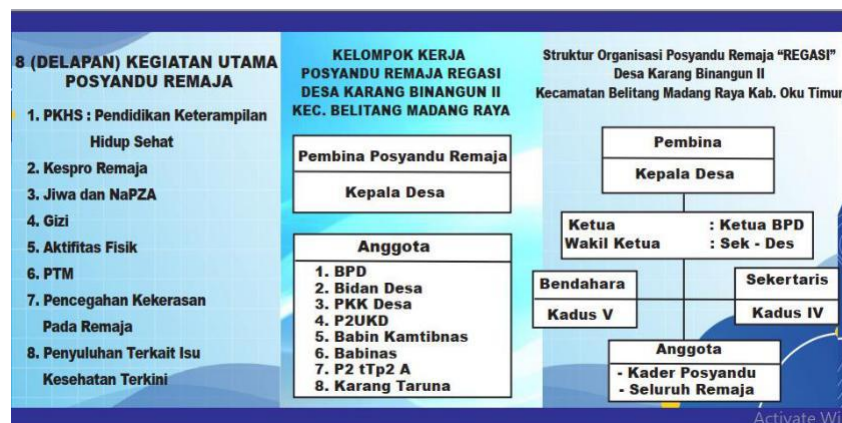 8 (DELAPAN) KEGIATAN UTAMA
POSYANDU REMAJA
1. PKHS : Pendidikan Keterampilan
Hidup Sehat
2. Kespro Remaja
3. Jiwa dan NaPZA
4. Gizi
5. Aktifitas Fisik
6. PTM
7. Pencegahan Kekerasan
Pada Remaja
8. Penyuluhan Terkait Isu
Kesehatan Terkini
KELOMPOK KERJA
POSYANDU REMAJA REGASI
DESA KARANG BINANGUN II
KEC. BELITANG MADANG RAYA
Pembina Posyandu Remaja
Kepala Desa
Anggota
1. BPD
2. Bidan Desa
3. PKK Desa
4. P2UKD
5. Babin Kamtibnas
6. Babinas
7. P2 tTp2 A
8. Karang Taruna
Struktur Organisasi Posyandu Remaja “REGASI”
Desa Karang Binangun II
Kecamatan Belitang Madang Raya Kab. Oku Timur
Pembina
Kepala Desa
Ketua : Ketua BPD
Wakil Ketua : Sek - Des
Bendahara
Kadus V
Sekertaris
Kadus IV
Anggota
- Kader Posyandu
- Seluruh Remaja
Activate Wi